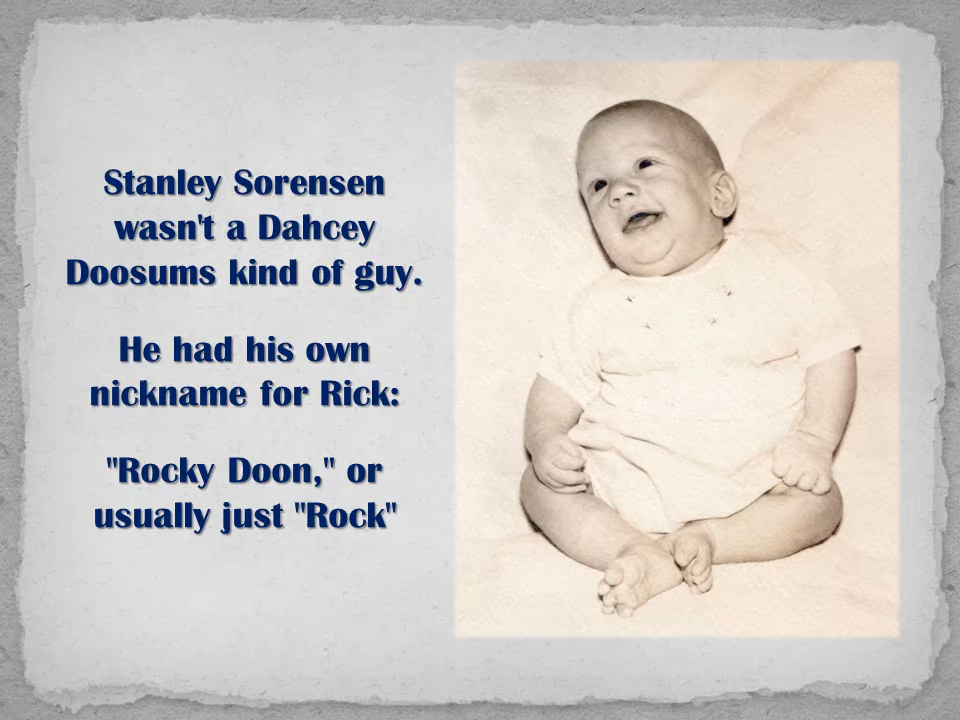 Stanley Sorensen
wasn't a Dahcey
Doosums kind of guy.
He had his own
nickname for Rick:
"Rocky Doon," or
usually just "Rock"